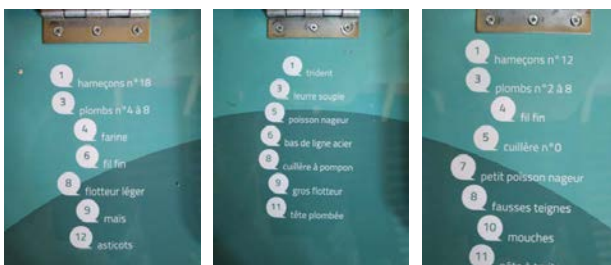 1 hameçons n°18
3 plombs n°4 à 8
4 farine
6 fil fin
8 flotteur léger
9 maïs
12 asticots
1 trident
3 leurre souple
5 poisson nageur
6 bas de ligne acier
8 cuillère à pompon
9 gros flotteur
11 tête plombée
1 hameçons n°12
3 plombs n°2 à 8
4 fil fin
5 cuillère n°0
7 petit poisson nageur
8 fausses teignes
10 mouches
11